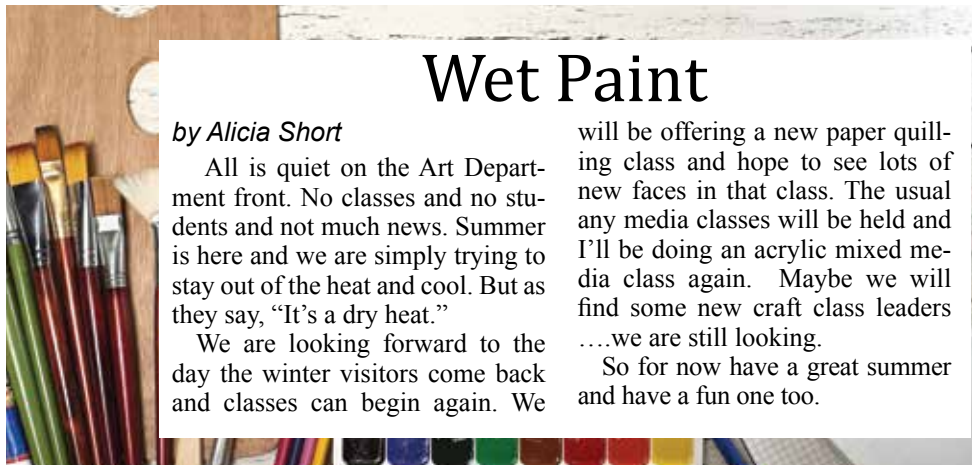 Wet Paint
by Alicia Short
All is quiet on the Art Depart-
ment front. No classes and no stu-
dents and not much news. Summer
is here and we are simply trying to
stay out of the heat and cool. But as
they say, “It’s a dry heat.”
We are looking forward to the
day the winter visitors come back
and classes can begin again. We
will be offering a new paper quill-
ing class and hope to see lots of
new faces in that class. The usual
any media classes will be held and
I’ll be doing an acrylic mixed me-
dia class again. Maybe we will
find some new craft class leaders
….we are still looking.
So for now have a great summer
and have a fun one too.